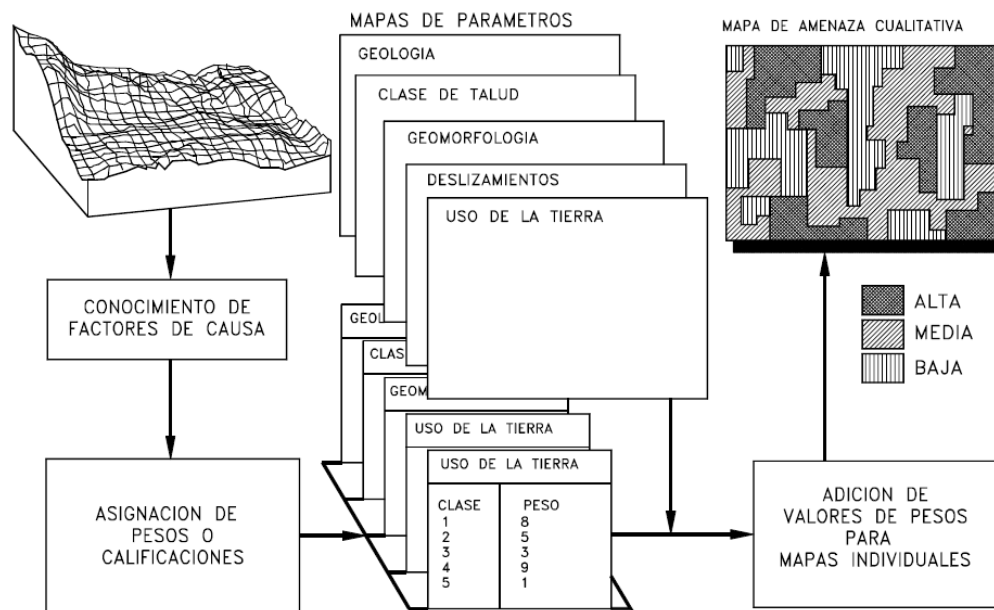 MAPAS DE PARAMETROS
GEOLOGIA
CLASE DE TALUD
GEOMORFOLOGIA
DESLIZAMIENTOS
USO DE LA TIERRA
MAPA DE AMENAZA CUALITATIVA
ALTA
MEDIA
BAJA
CONOCIMIENTO DE
FACTORES DE CAUSA
ASIGNACION DE
PESOS O
CALIFICACIONES
GEOL
CLAS
GEOM
USO DE LA TIERRA
USO DE LA TIERRA
CLASE PESO
1 8
2 5
3 3
4 9
5 1
ADICION DE
VALORES DE PESOS
PARA
MAPAS INDIVIDUALES